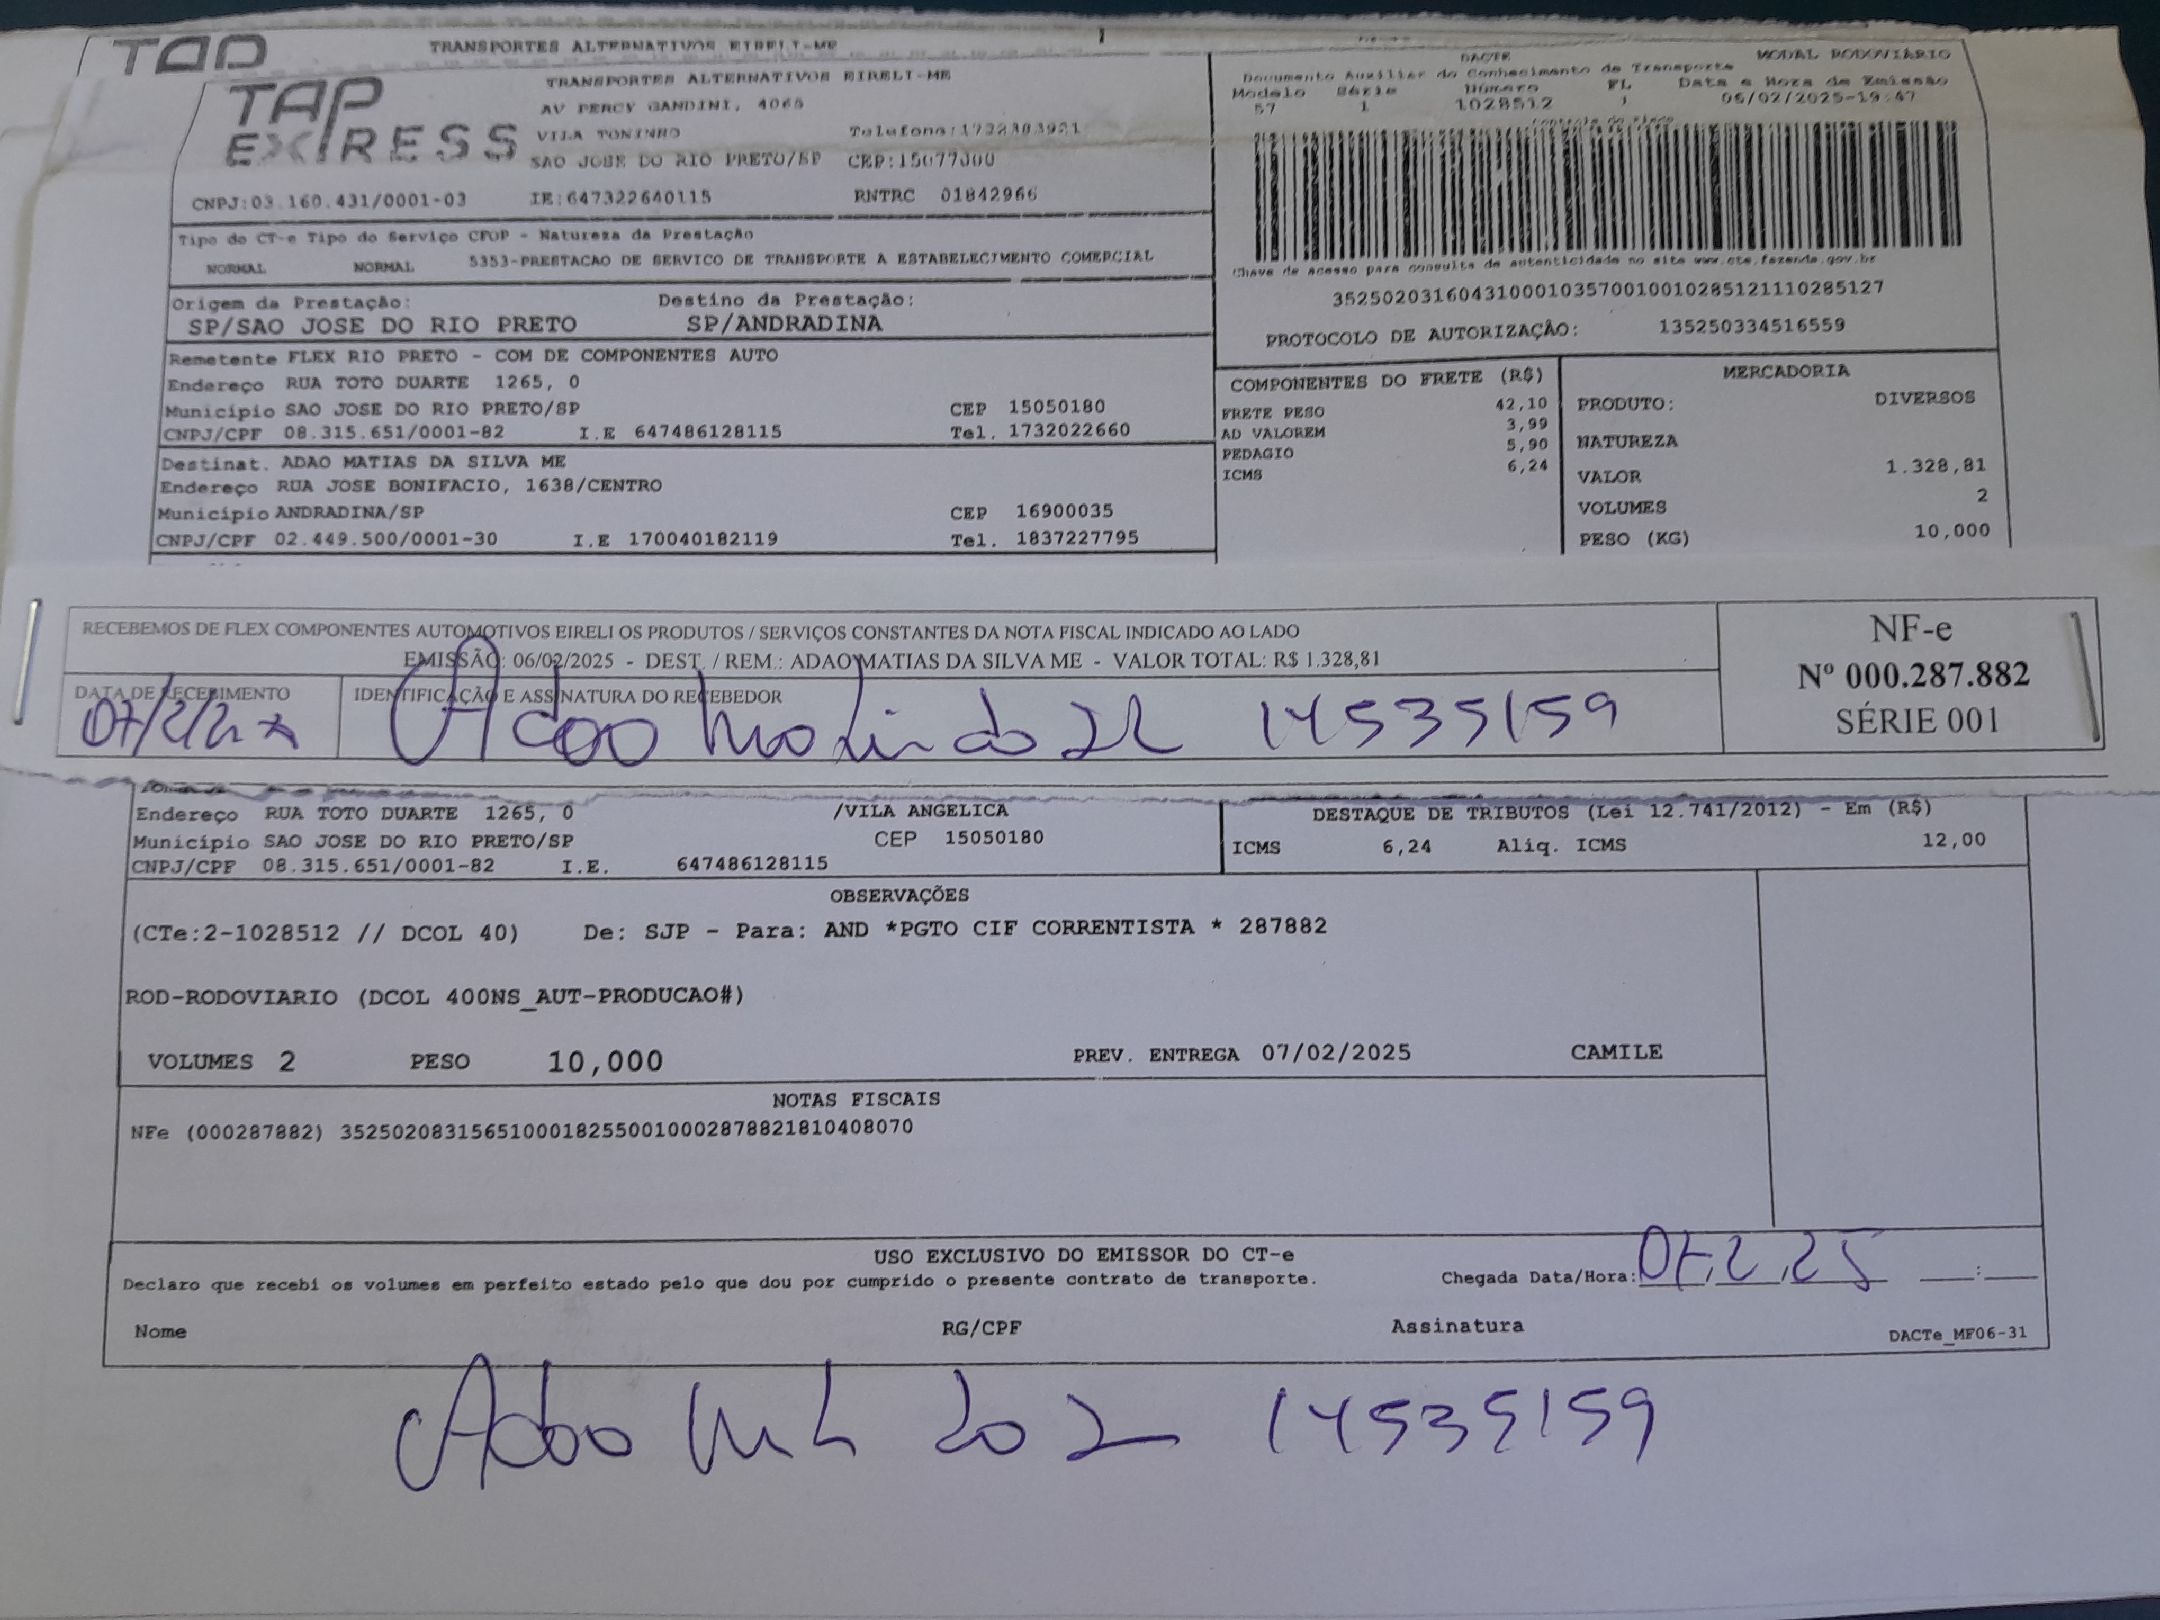 TAP
TRANSPORTES ALTERNATIVOS EIRELI-ME
TAP EXPRESS
TRANSPORTES ALTERNATIVOS EIRELI-ME
AV PERCY GANDINI, 4065
VILA TONINHO Telefone:1732383921
SAO JOSE DO RIO PRETO/SP CEP:15077000
CNPJ:03.160.431/0001-03 IE:647322640115 RNTRC 01842966
DACTE MODAL RODOVIÁRIO
Documento Auxiliar do Conhecimento de Transporte
Modelo Série Número FL Data e Hora de Emissão
57 1 1028512 1 06/02/2025-19:47
Controle do Fisco
Chave de acesso para consulta de autenticidade no site www.cte.fazenda.gov.br
35250203160431000103570010010285121110285127
PROTOCOLO DE AUTORIZAÇÃO: 135250334516559
Tipo do CT-e Tipo do Serviço CFOP - Natureza da Prestação
NORMAL NORMAL 5353-PRESTACAO DE SERVICO DE TRANSPORTE A ESTABELECIMENTO COMERCIAL
Origem da Prestação: Destino da Prestação:
SP/SAO JOSE DO RIO PRETO SP/ANDRADINA
Remetente FLEX RIO PRETO - COM DE COMPONENTES AUTO
Endereço RUA TOTO DUARTE 1265, 0
Município SAO JOSE DO RIO PRETO/SP CEP 15050180
CNPJ/CPF 08.315.651/0001-82 I.E 647486128115 Tel. 1732022660
Destinat. ADAO MATIAS DA SILVA ME
Endereço RUA JOSE BONIFACIO, 1638/CENTRO
Município ANDRADINA/SP CEP 16900035
CNPJ/CPF 02.449.500/0001-30 I.E 170040182119 Tel. 1837227795
COMPONENTES DO FRETE (R$)
FRETE PESO 42,10
AD VALOREM 3,99
PEDAGIO 5,90
ICMS 6,24
MERCADORIA
PRODUTO: DIVERSOS
NATUREZA
VALOR 1.328,81
VOLUMES 2
PESO (KG) 10,000
RECEBEMOS DE FLEX COMPONENTES AUTOMOTIVOS EIRELI OS PRODUTOS / SERVIÇOS CONSTANTES DA NOTA FISCAL INDICADO AO LADO
EMISSÃO: 06/02/2025 - DEST. / REM.: ADAO MATIAS DA SILVA ME - VALOR TOTAL: R$ 1.328,81
DATA DE RECEBIMENTO IDENTIFICAÇÃO E ASSINATURA DO RECEBEDOR
Adao 14535159
NF-e
Nº 000.287.882
SÉRIE 001
Endereço RUA TOTO DUARTE 1265, 0 /VILA ANGELICA
Município SAO JOSE DO RIO PRETO/SP CEP 15050180
CNPJ/CPF 08.315.651/0001-82 I.E. 647486128115
DESTAQUE DE TRIBUTOS (Lei 12.741/2012) - Em (R$)
ICMS 6,24 Aliq. ICMS 12,00
OBSERVAÇÕES
(CTe:2-1028512 // DCOL 40) De: SJP - Para: AND *PGTO CIF CORRENTISTA * 287882
ROD-RODOVIARIO (DCOL 400NS_AUT-PRODUCAO#)
VOLUMES 2 PESO 10,000 PREV. ENTREGA 07/02/2025 CAMILE
NOTAS FISCAIS
NFe (000287882) 35250208315651000182550010002878821810408070
USO EXCLUSIVO DO EMISSOR DO CT-e
Declaro que recebi os volumes em perfeito estado pelo que dou por cumprido o presente contrato de transporte. Chegada Data/Hora: 07 2 25 :
Nome RG/CPF Assinatura DACTe_MF06-31
Adao 14535159